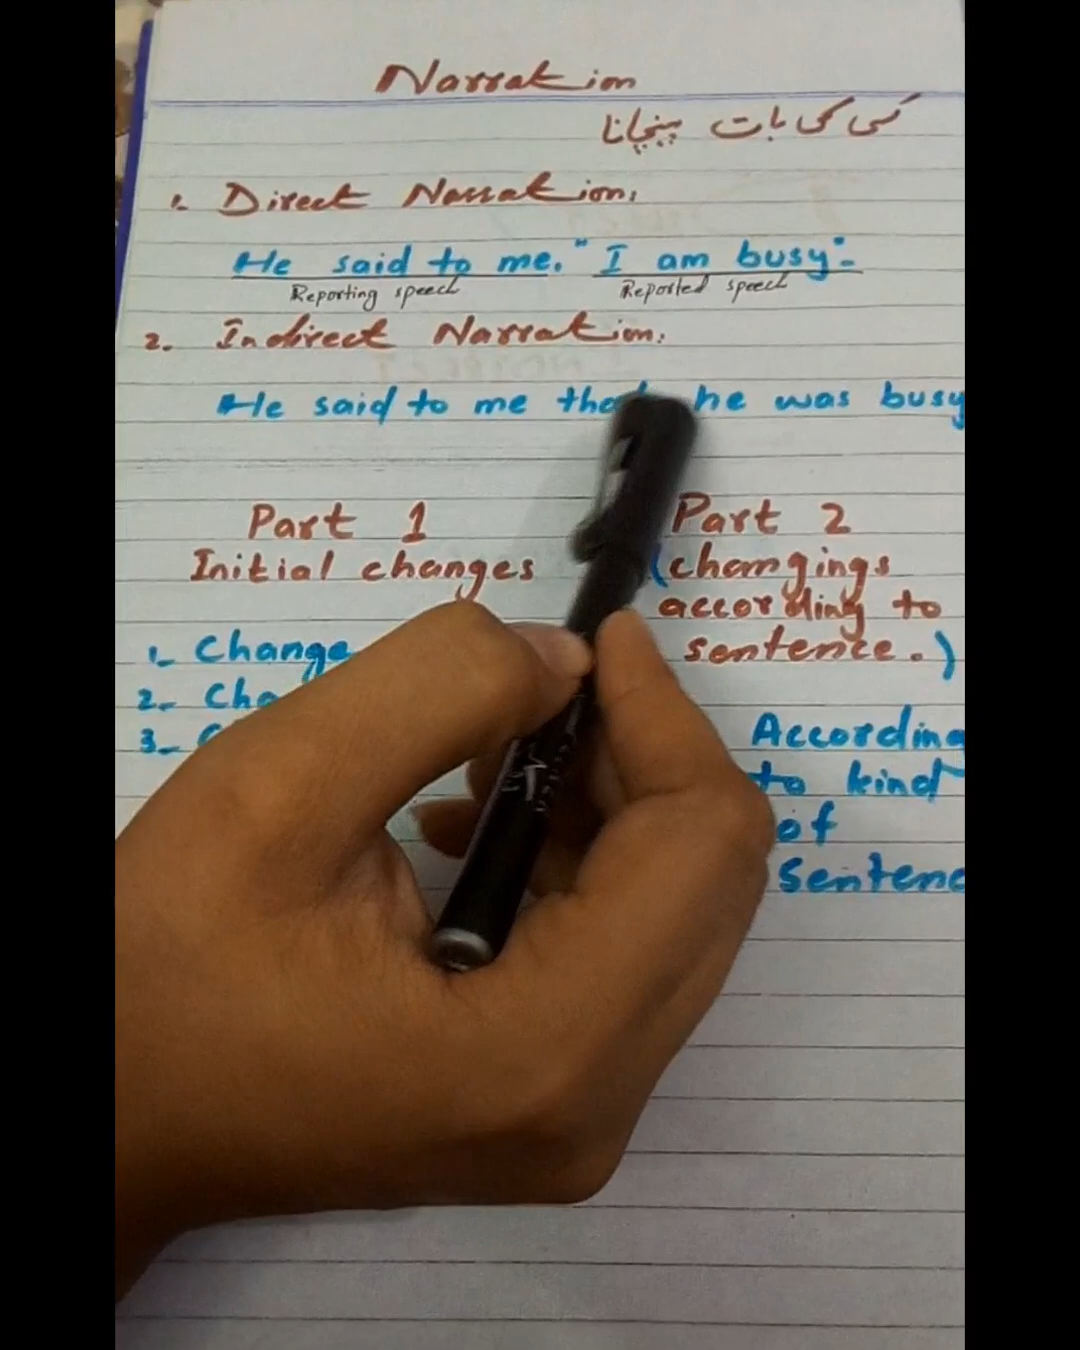 Narration
کسی کی بات پہنچانا
1. Direct Narration.
He said to me. "I am busy".
Reporting speech Reported speech
2. Indirect Narration.
He said to me that he was busy
Part 1
Initial changes
1- Change
2-
3-
Part 2
(changings
according to
sentence.)
According
to kind
of